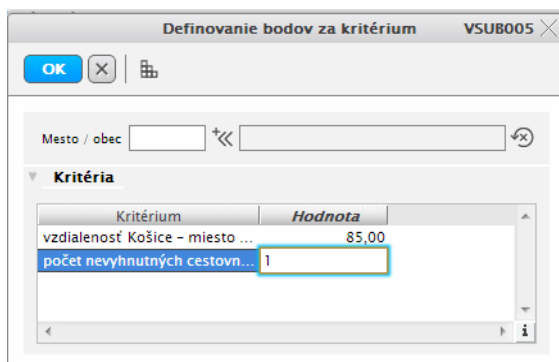 Definovanie bodov za kritérium VSUB005
OK
Mesto / obec
Kritéria
Kritérium Hodnota
vzdialenosť Košice – miesto ... 85,00
počet nevyhnutných cestovn... 1
i